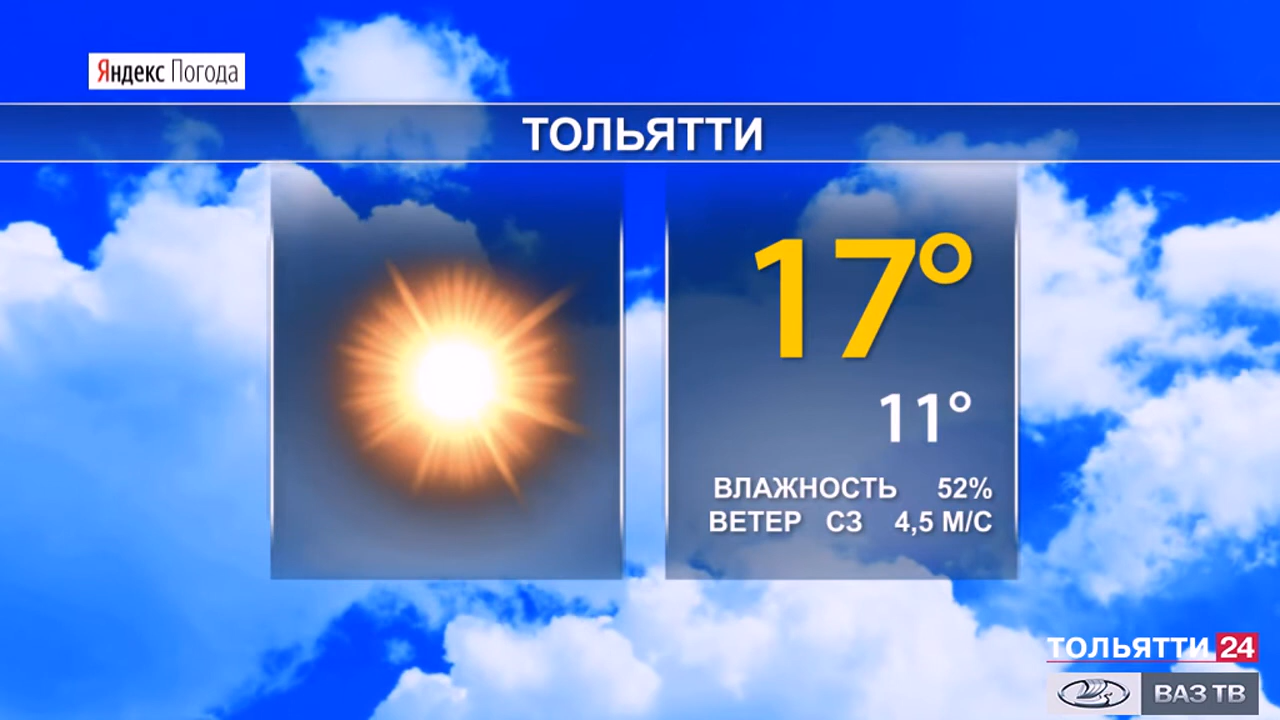 Яндекс Погода
ТОЛЬЯТТИ
17°
11°
ВЛАЖНОСТЬ 52%
ВЕТЕР СЗ 4,5 М/С
ТОЛЬЯТТИ 24
ВАЗ ТВ